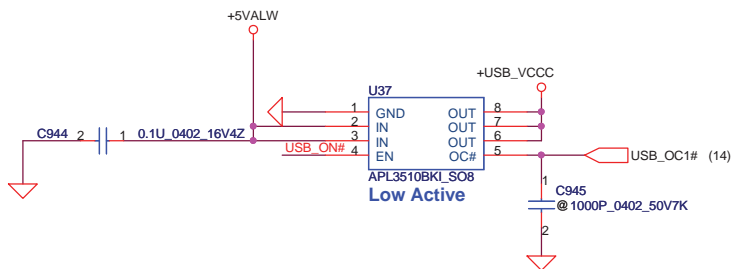 +5VALW
+USB_VCCC
U37
1 GND OUT 8
2 IN OUT 7
3 IN OUT 6
4 EN OC# 5
C944 2 1 0.1U_0402_16V4Z
USB_ON#
USB_OC1# (14)
APL3510BKI_SO8
Low Active
1
C945
@ 1000P_0402_50V7K
2